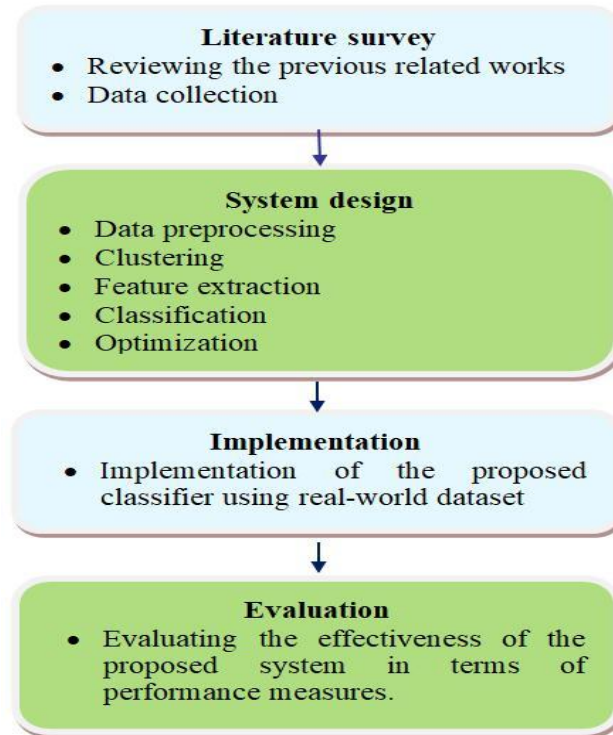 Literature survey
• Reviewing the previous related works
• Data collection
System design
• Data preprocessing
• Clustering
• Feature extraction
• Classification
• Optimization
Implementation
• Implementation of the proposed
classifier using real-world dataset
Evaluation
• Evaluating the effectiveness of the
proposed system in terms of
performance measures.